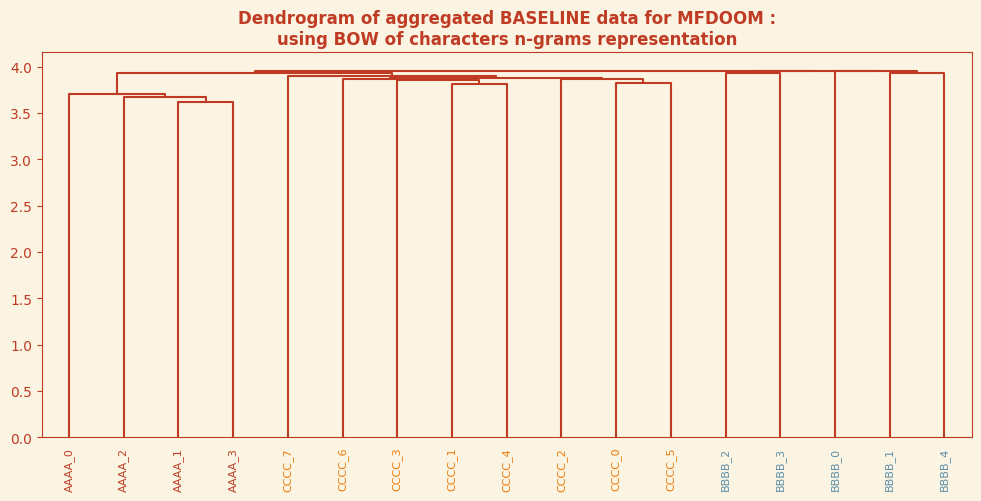 Dendrogram of aggregated BASELINE data for MFDOOM :
using BOW of characters n-grams representation
4.0
3.5
3.0
2.5
2.0
1.5
1.0
0.5
0.0
AAAA_0
AAAA_2
AAAA_1
AAAA_3
CCCC_7
CCCC_6
CCCC_3
CCCC_1
CCCC_4
CCCC_2
CCCC_0
CCCC_5
BBBB_2
BBBB_3
BBBB_0
BBBB_1
BBBB_4